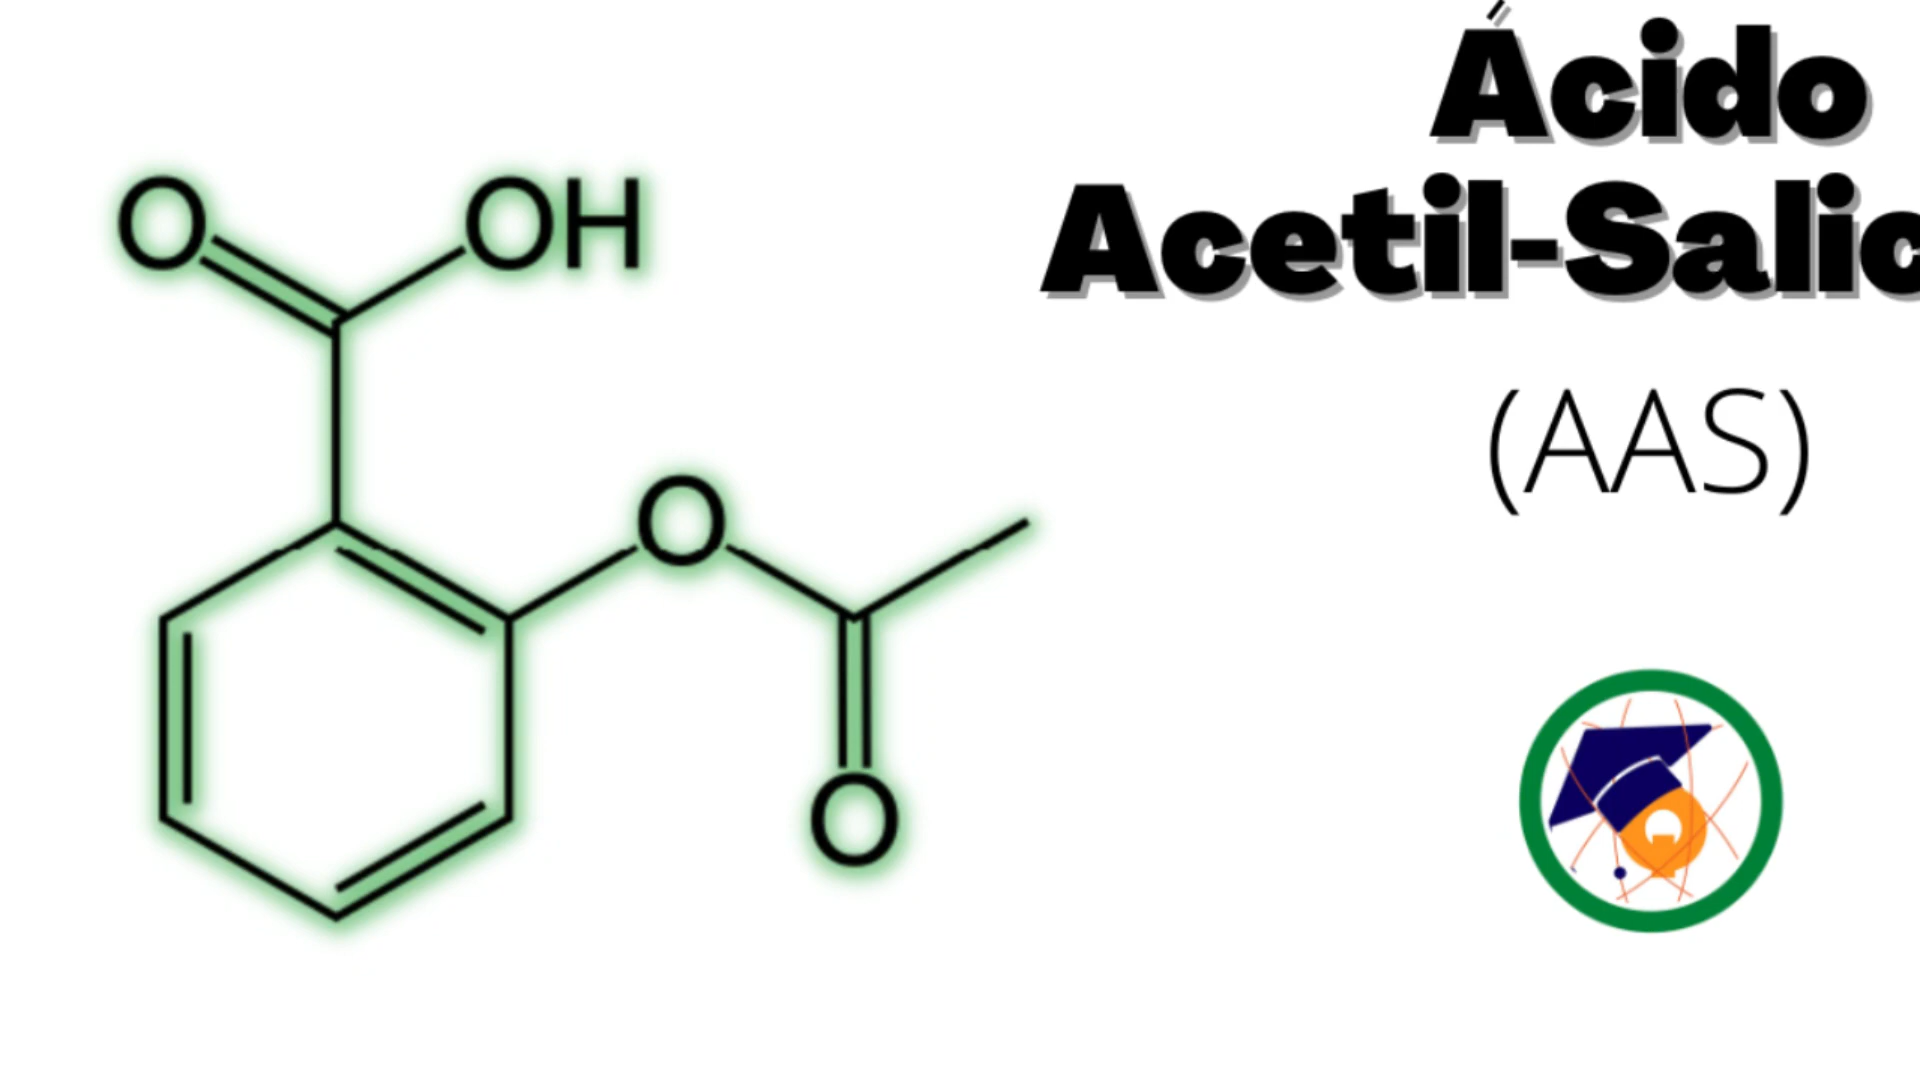 O
OH
O
O
Ácido
Acetil-Salic
(AAS)